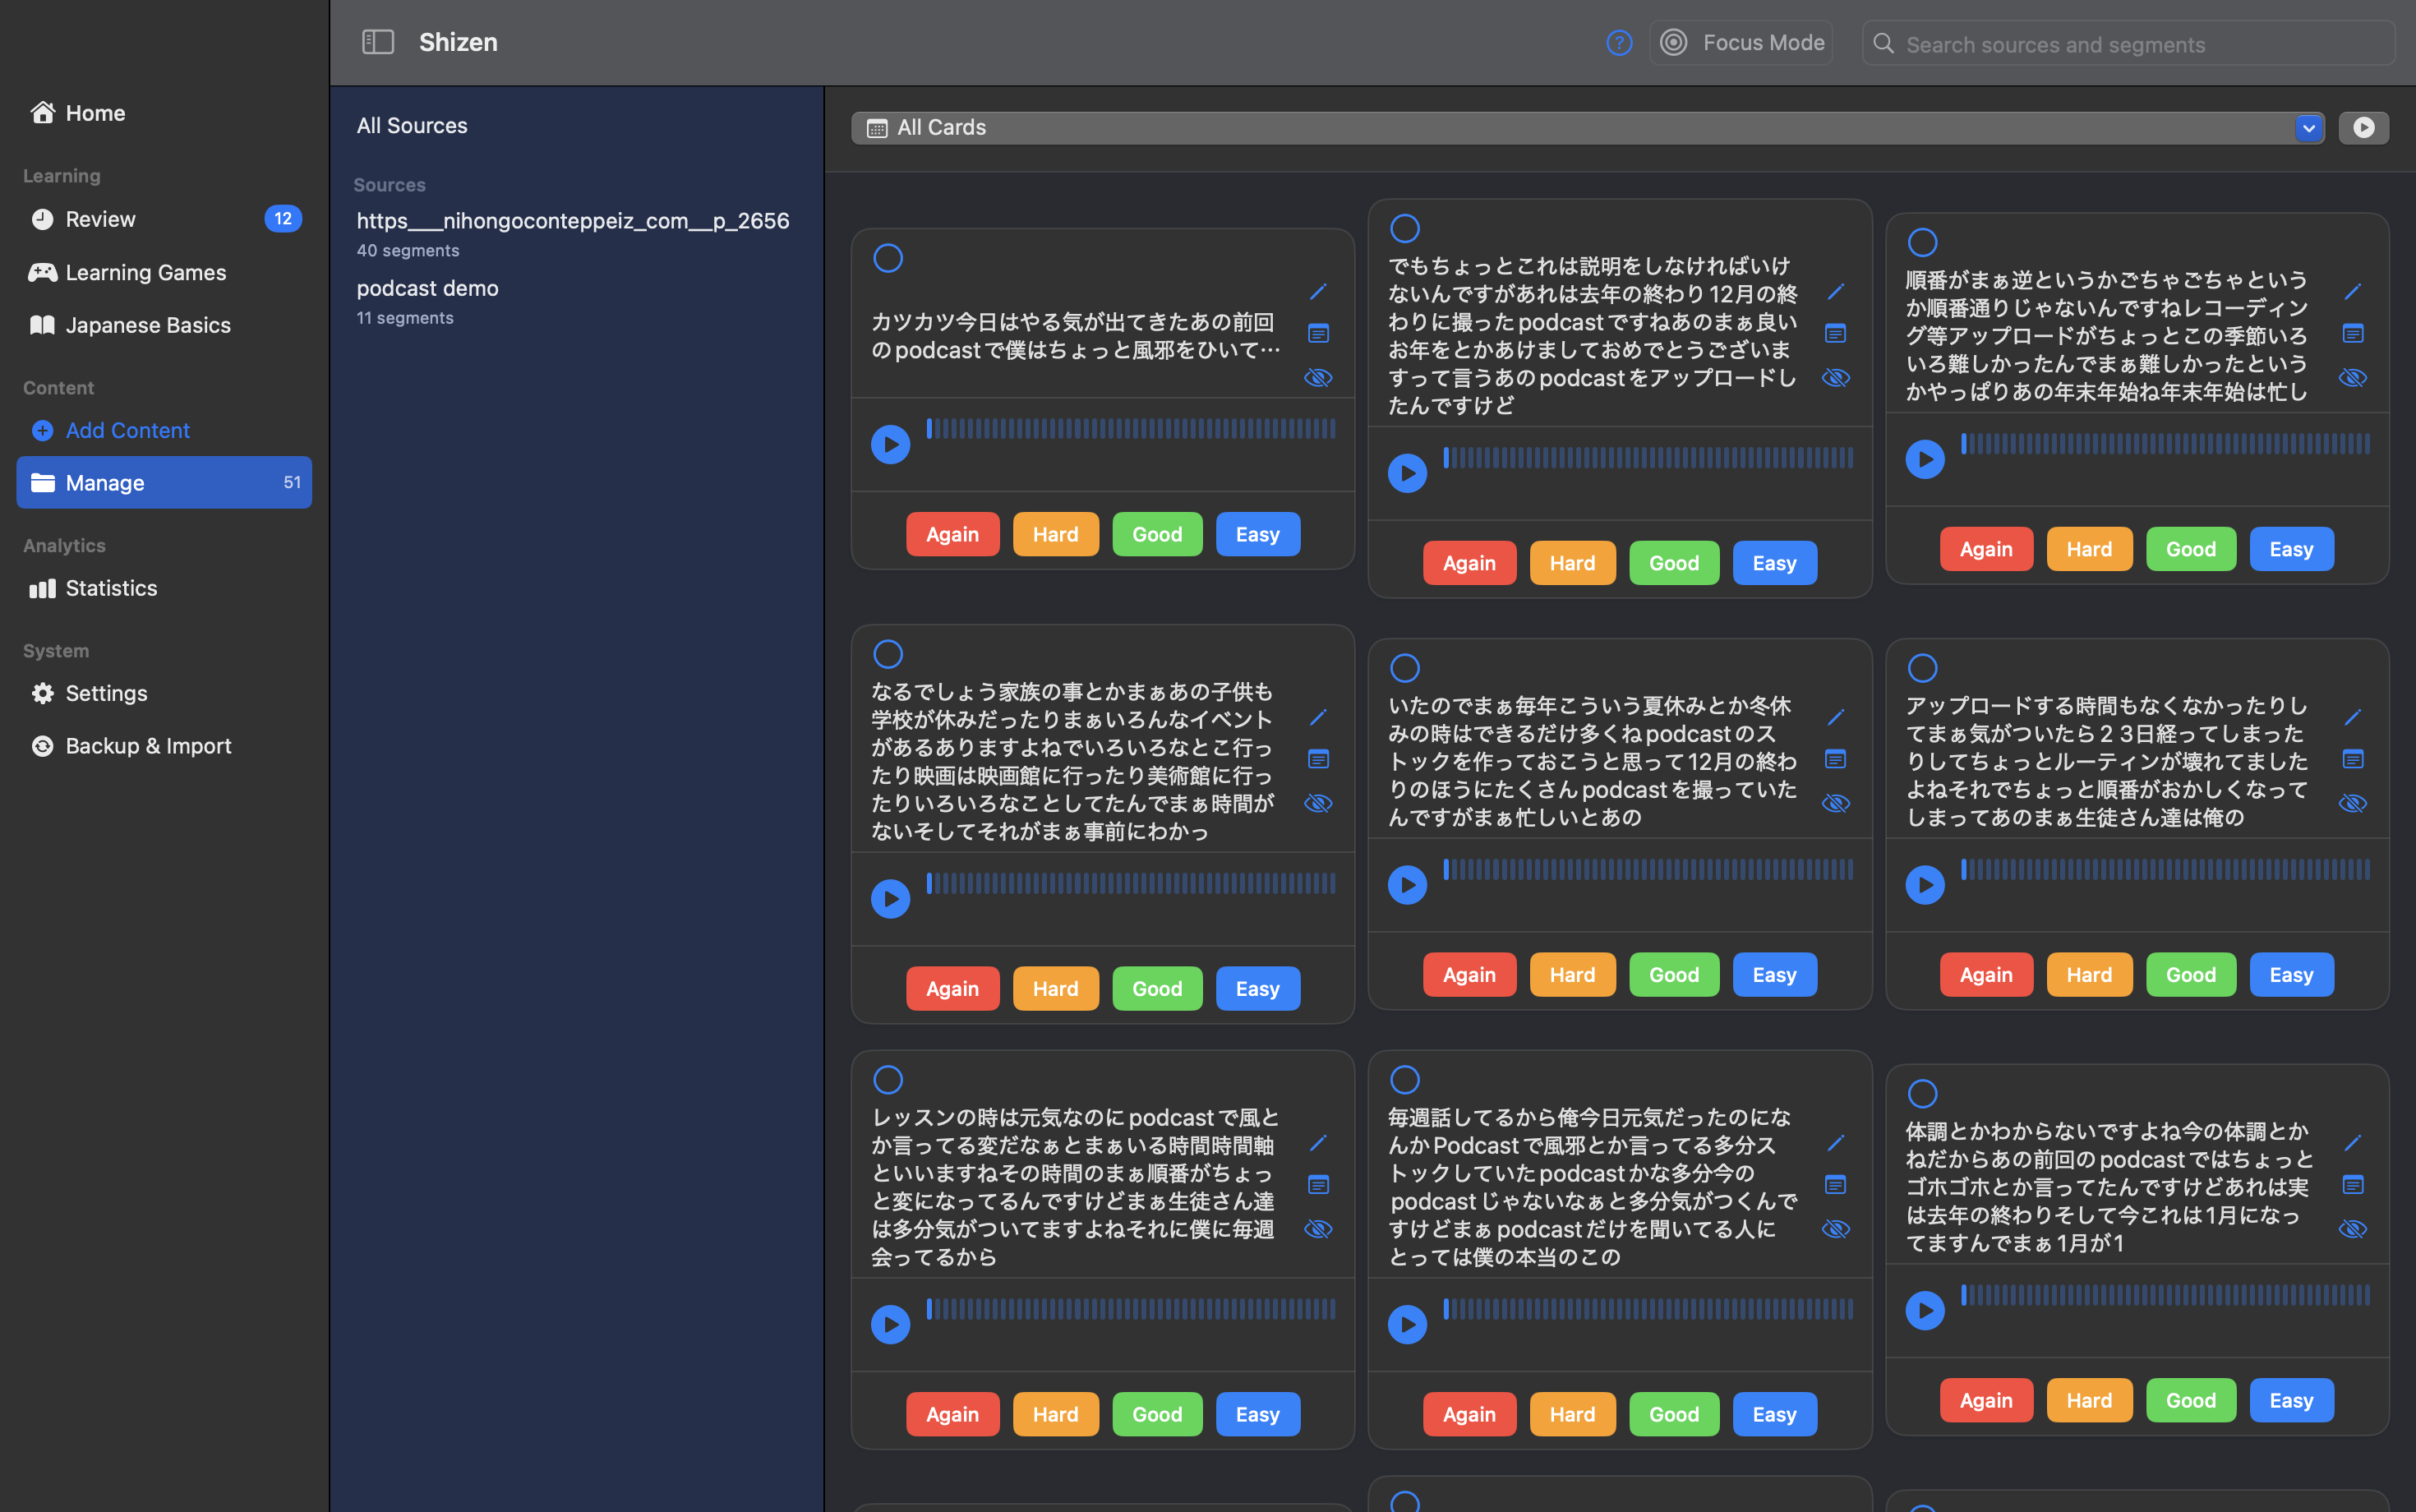 Shizen
Focus Mode
Search sources and segments
Home
Learning
Review
12
Learning Games
Japanese Basics
Content
Add Content
Manage
51
Analytics
Statistics
System
Settings
Backup & Import
All Sources
Sources
https___nihongoconteppeiz_com__p_2656
40 segments
podcast demo
11 segments
All Cards
カツカツ今日はやる気が出てきたあの前回
のpodcastで僕はちょっと風邪をひいて…
Again
Hard
Good
Easy
でもちょっとこれは説明をしなければいけ
ないんですがあれは去年の終わり12月の終
わりに撮ったpodcastですねあのまぁ良い
お年をとかあけましておめでとうございま
すって言うあのpodcastをアップロードし
たんですけど
Again
Hard
Good
Easy
順番がまぁ逆というかごちゃごちゃという
か順番通りじゃないんですねレコーディン
グ等アップロードがちょっとこの季節いろ
いろ難しかったんでまぁ難しかったという
かやっぱりあの年末年始ね年末年始は忙し
Again
Hard
Good
Easy
なるでしょう家族の事とかまぁあの子供も
学校が休みだったりまぁいろんなイベント
があるありますよねでいろいろなとこ行っ
たり映画は映画館に行ったり美術館に行っ
たりいろいろなことしてたんでまぁ時間が
ないそしてそれがまぁ事前にわかっ
Again
Hard
Good
Easy
いたのでまぁ毎年こういう夏休みとか冬休
みの時はできるだけ多くねpodcastのス
トックを作っておこうと思って12月の終わ
りのほうにたくさんpodcastを撮っていた
んですがまぁ忙しいとあの
Again
Hard
Good
Easy
アップロードする時間もなくなかったりし
てまぁ気がついたら２３日経ってしまった
りしてちょっとルーティンが壊れてました
よねそれでちょっと順番がおかしくなって
しまってあのまぁ生徒さん達は俺の
Again
Hard
Good
Easy
レッスンの時は元気なのにpodcastで風と
か言ってる変だなぁとまぁいる時間時間軸
といいますねその時間のまぁ順番がちょっ
と変になってるんですけどまぁ生徒さん達
は多分気がついてますよねそれに僕に毎週
会ってるから
Again
Hard
Good
Easy
毎週話してるから俺今日元気だったのにな
んかPodcastで風邪とか言ってる多分ス
トックしていたpodcastかな多分今の
podcastじゃないなぁと多分気がつくんで
すけどまぁpodcastだけを聞いてる人に
とっては僕の本当のこの
Again
Hard
Good
Easy
体調とかわからないですよね今の体調とか
ねだからあの前回のpodcastではちょっと
ゴホゴホとか言ってたんですけどあれは実
は去年の終わりそして今これは1月になっ
てますんでまぁ1月が1
Again
Hard
Good
Easy